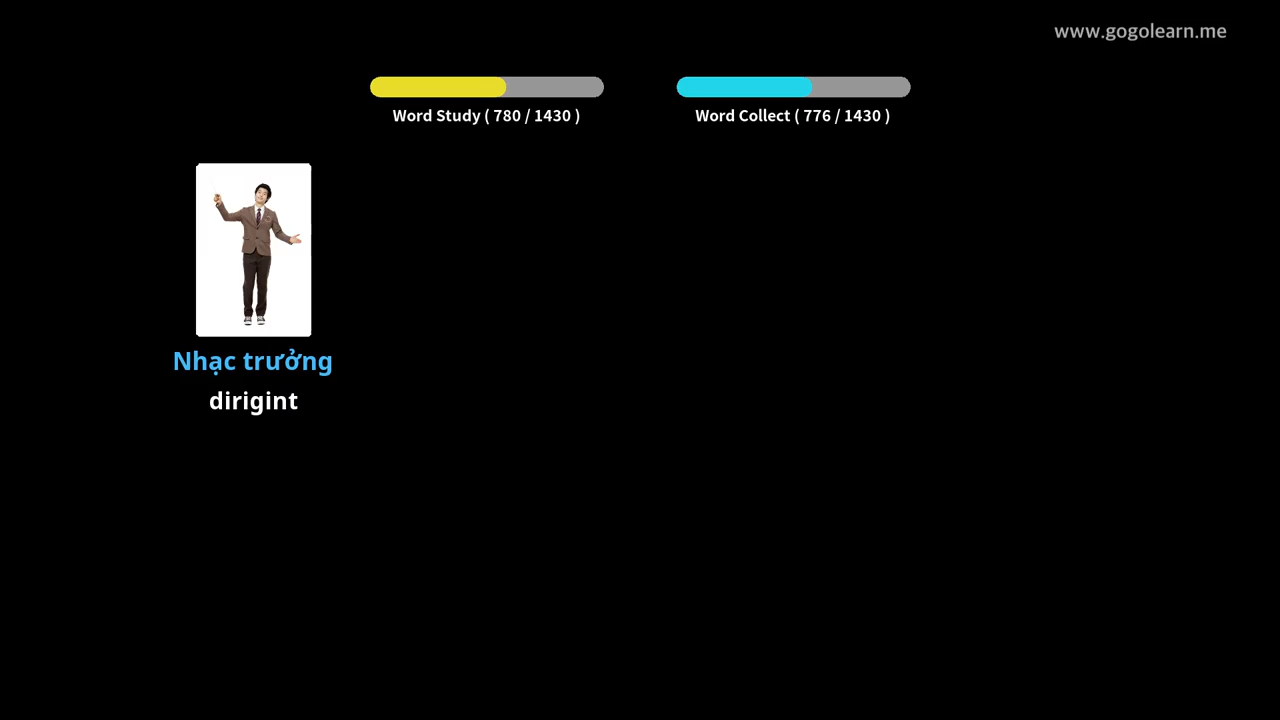 www.gogolearn.me
Word Study ( 780 / 1430 )
Word Collect ( 776 / 1430 )
Nhạc trưởng
dirigint